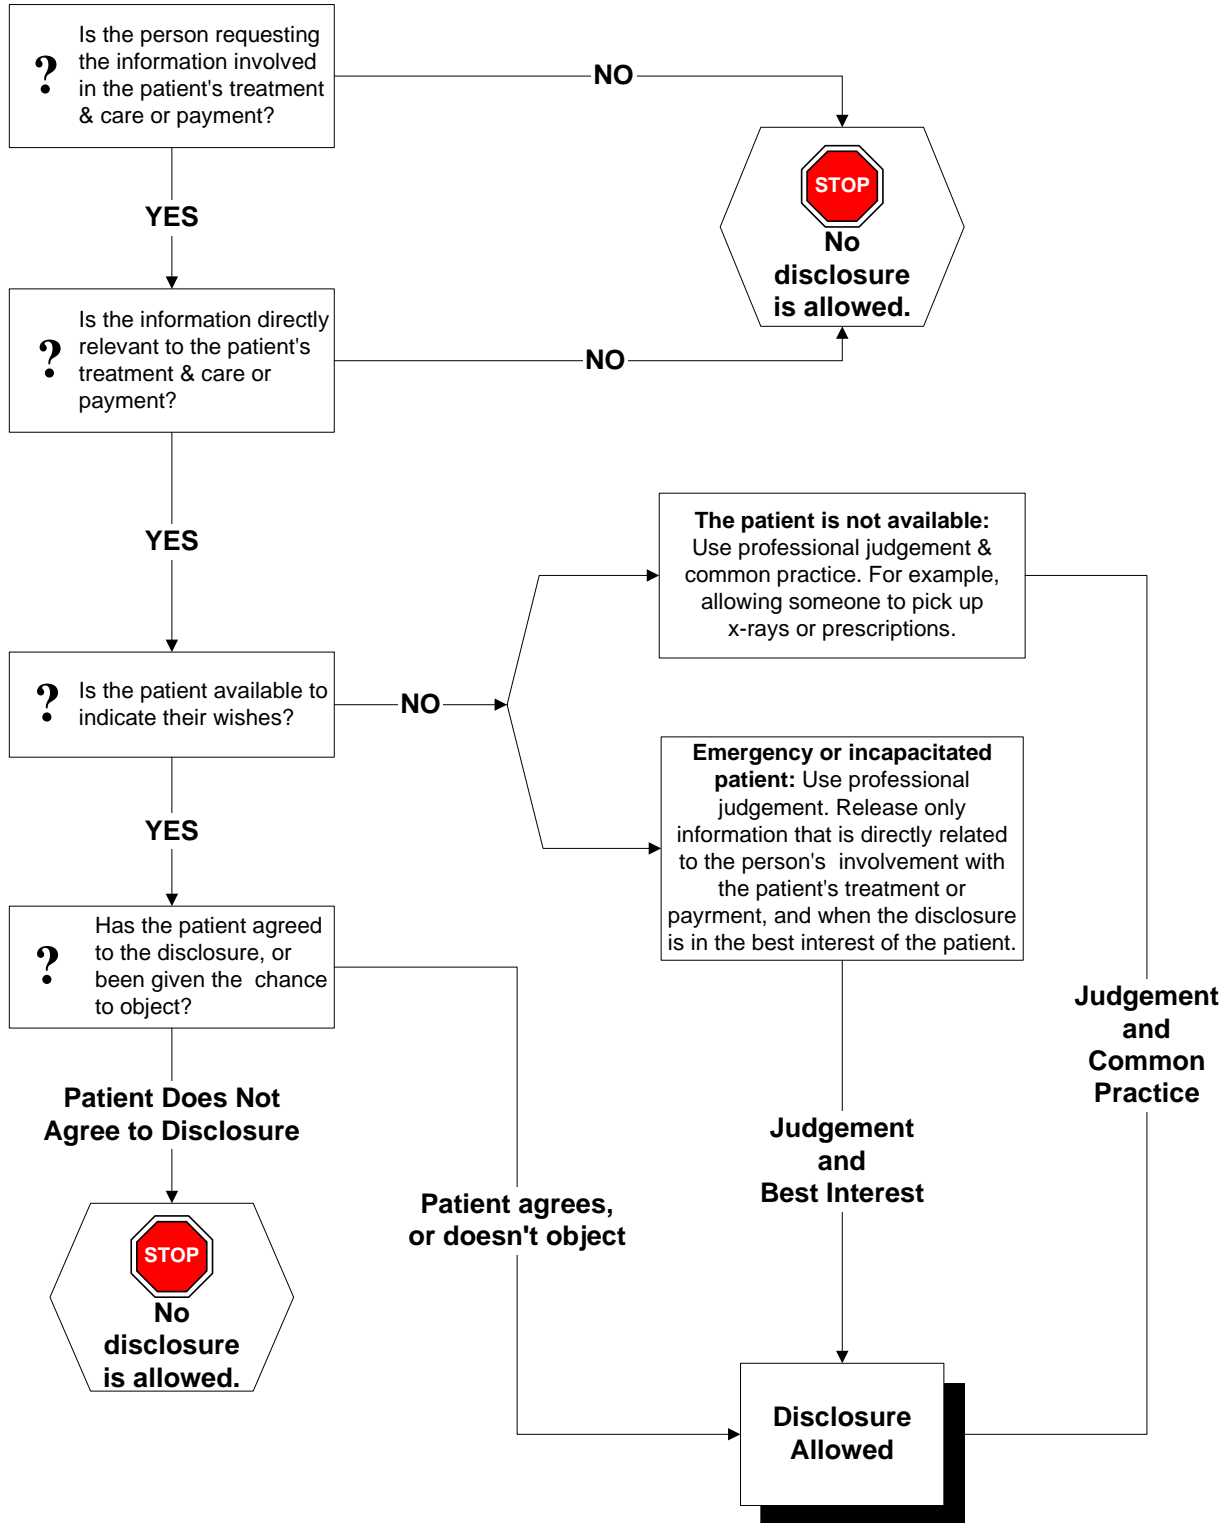 ?
Is the person requesting
the information involved
in the patient's treatment
& care or payment?
NO
STOP
No
disclosure
is allowed.
YES
?
Is the information directly
relevant to the patient's
treatment & care or
payment?
NO
YES
The patient is not available:
Use professional judgement &
common practice. For example,
allowing someone to pick up
x-rays or prescriptions.
?
Is the patient available to
indicate their wishes?
NO
Emergency or incapacitated
patient: Use professional
judgement. Release only
information that is directly related
to the person's involvement with
the patient's treatment or
payrment, and when the disclosure
is in the best interest of the patient.
YES
?
Has the patient agreed
to the disclosure, or
been given the chance
to object?
Judgement
and
Common
Practice
Patient Does Not
Agree to Disclosure
Judgement
and
Best Interest
Patient agrees,
or doesn't object
STOP
No
disclosure
is allowed.
Disclosure
Allowed